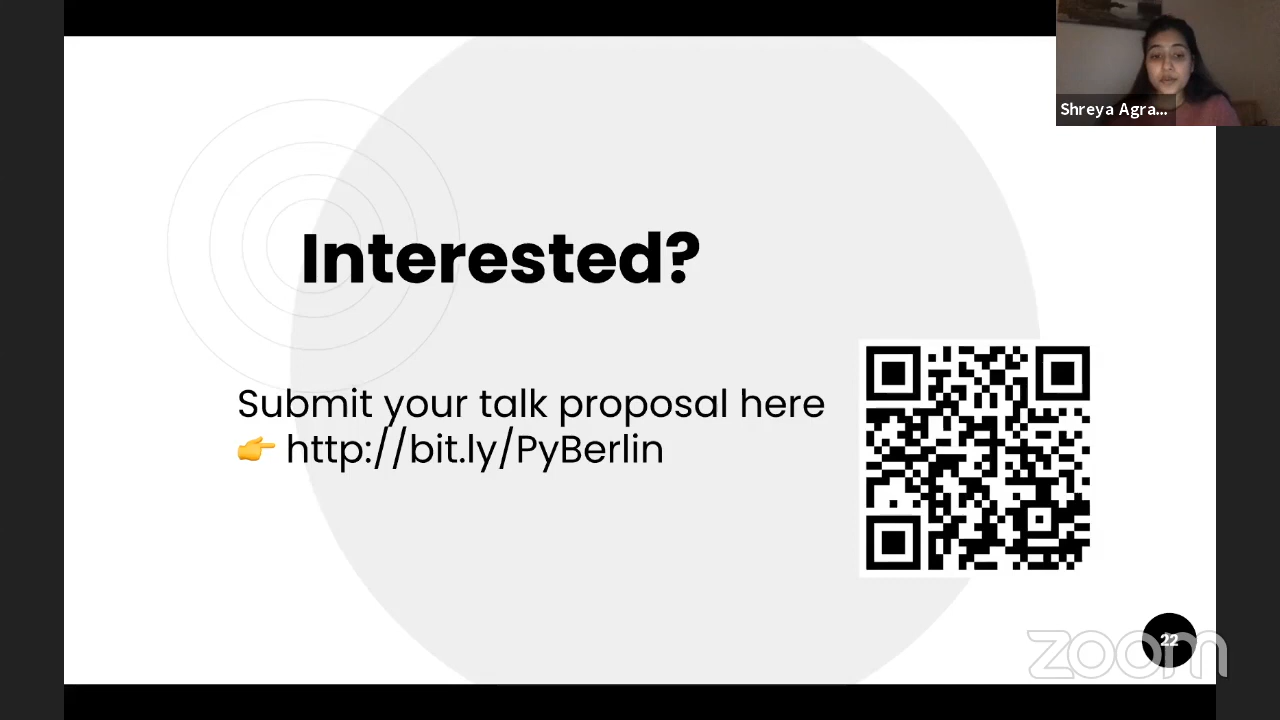 Shreya Agra...
Interested?
Submit your talk proposal here
👉 http://bit.ly/PyBerlin
22
zoom